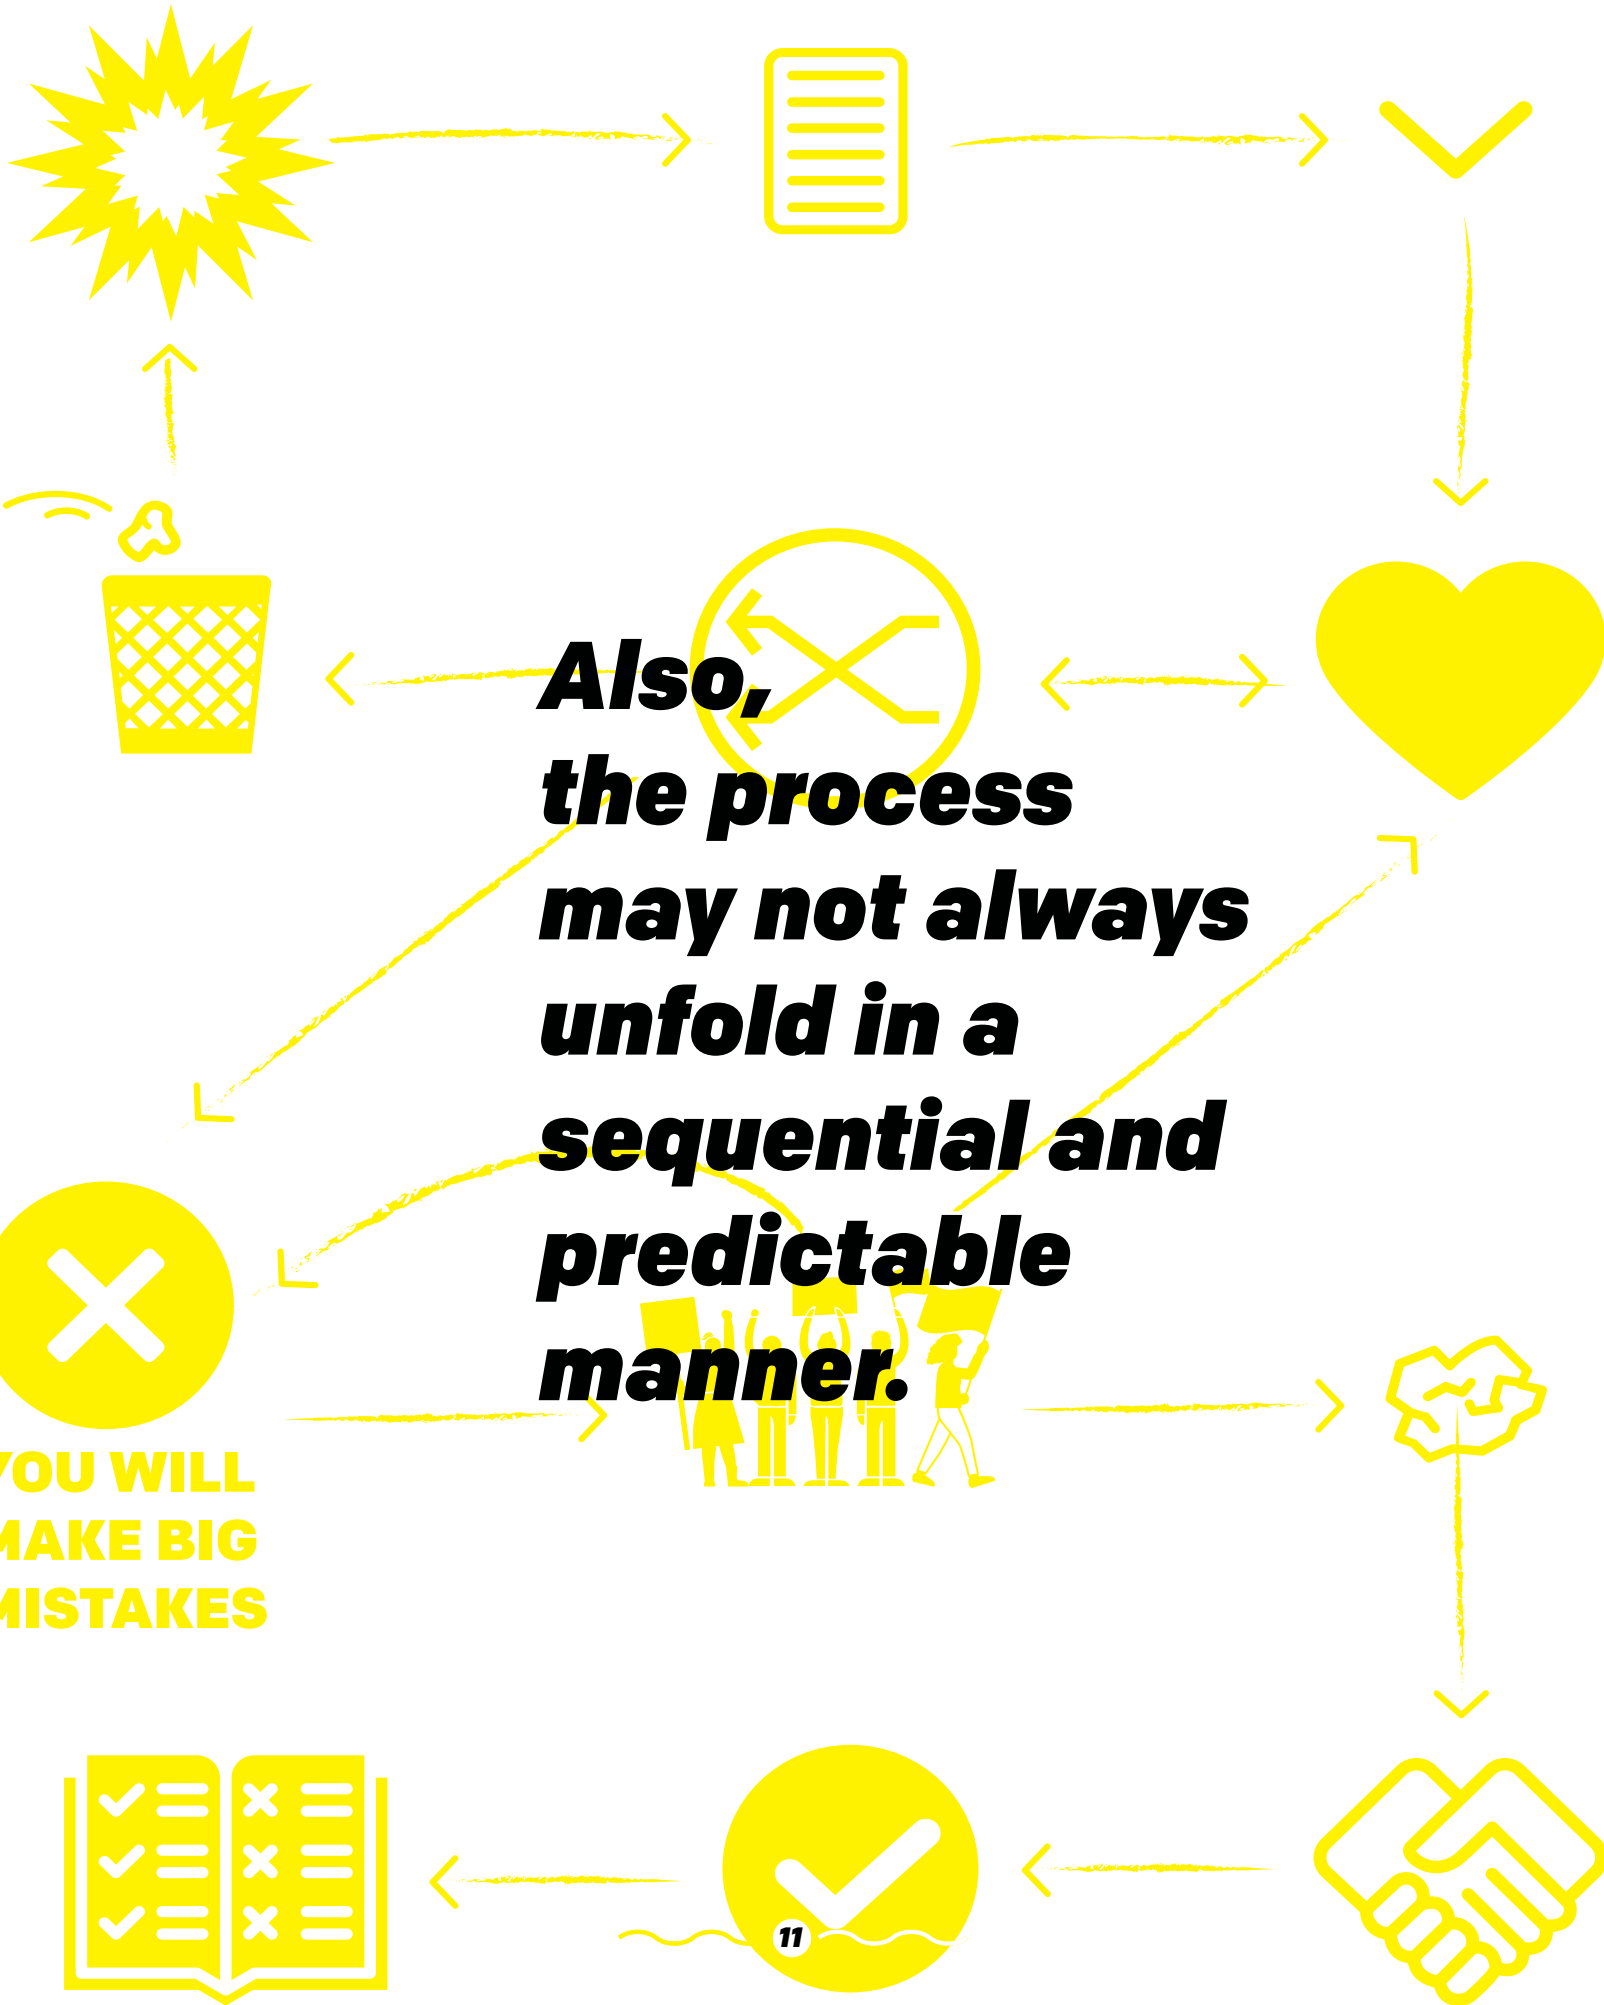 Also,
the process
may not always
unfold in a
sequential and
predictable
manner.
YOU WILL
MAKE BIG
MISTAKES
11